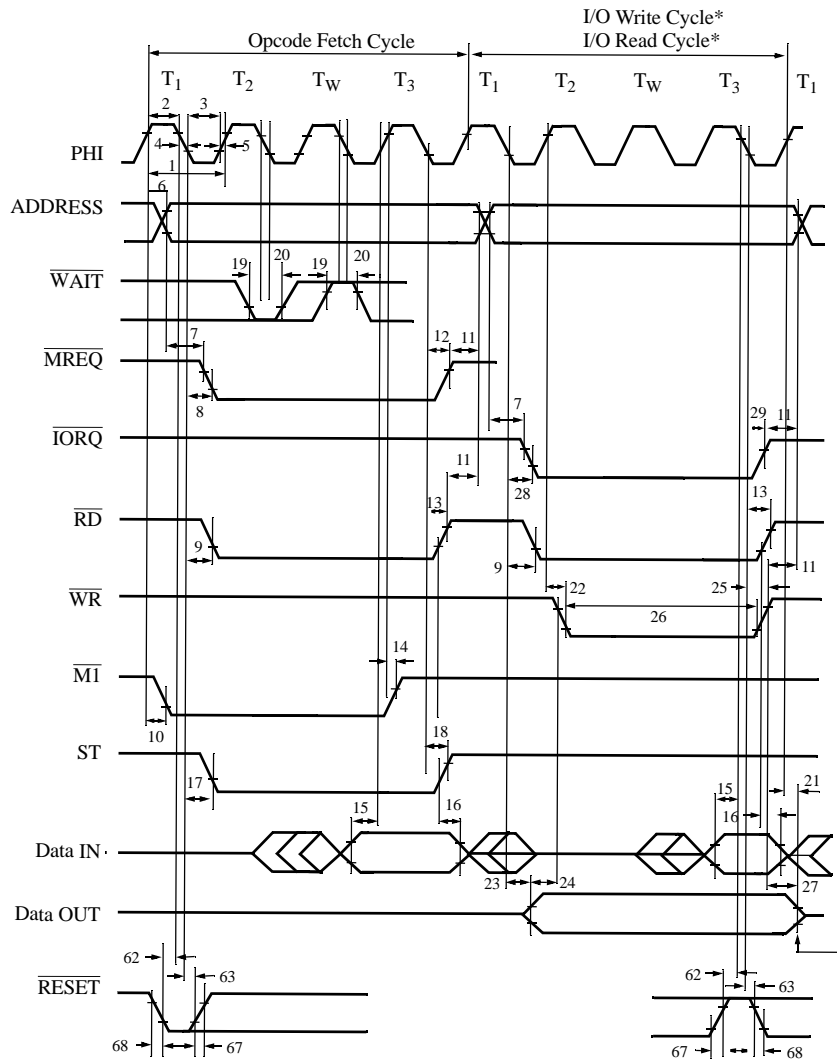 I/O Write Cycle*
Opcode Fetch Cycle I/O Read Cycle*
T1 T2 TW T3 T1 T2 TW T3 T1
2 3
PHI 4 5
1
6
ADDRESS
WAIT 19 20 19 20
7 12 11
MREQ
8 7 29 11
IORQ
11 28
13 13
RD
9 9 11
22 25
WR 26
14
M1
10 18
ST
17 21
15 16 15 16
Data IN
23 24 27
Data OUT
62 63 62 63
RESET
68 67 67 68